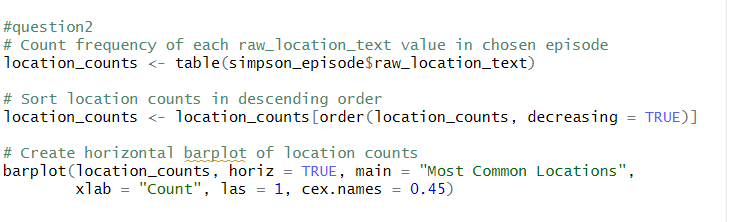 #question2
# Count frequency of each raw_location_text value in chosen episode
location_counts <- table(simpson_episode$raw_location_text)
# Sort location counts in descending order
location_counts <- location_counts[order(location_counts, decreasing = TRUE)]
# Create horizontal barplot of location counts
barplot(location_counts, horiz = TRUE, main = "Most Common Locations",
xlab = "Count", las = 1, cex.names = 0.45)